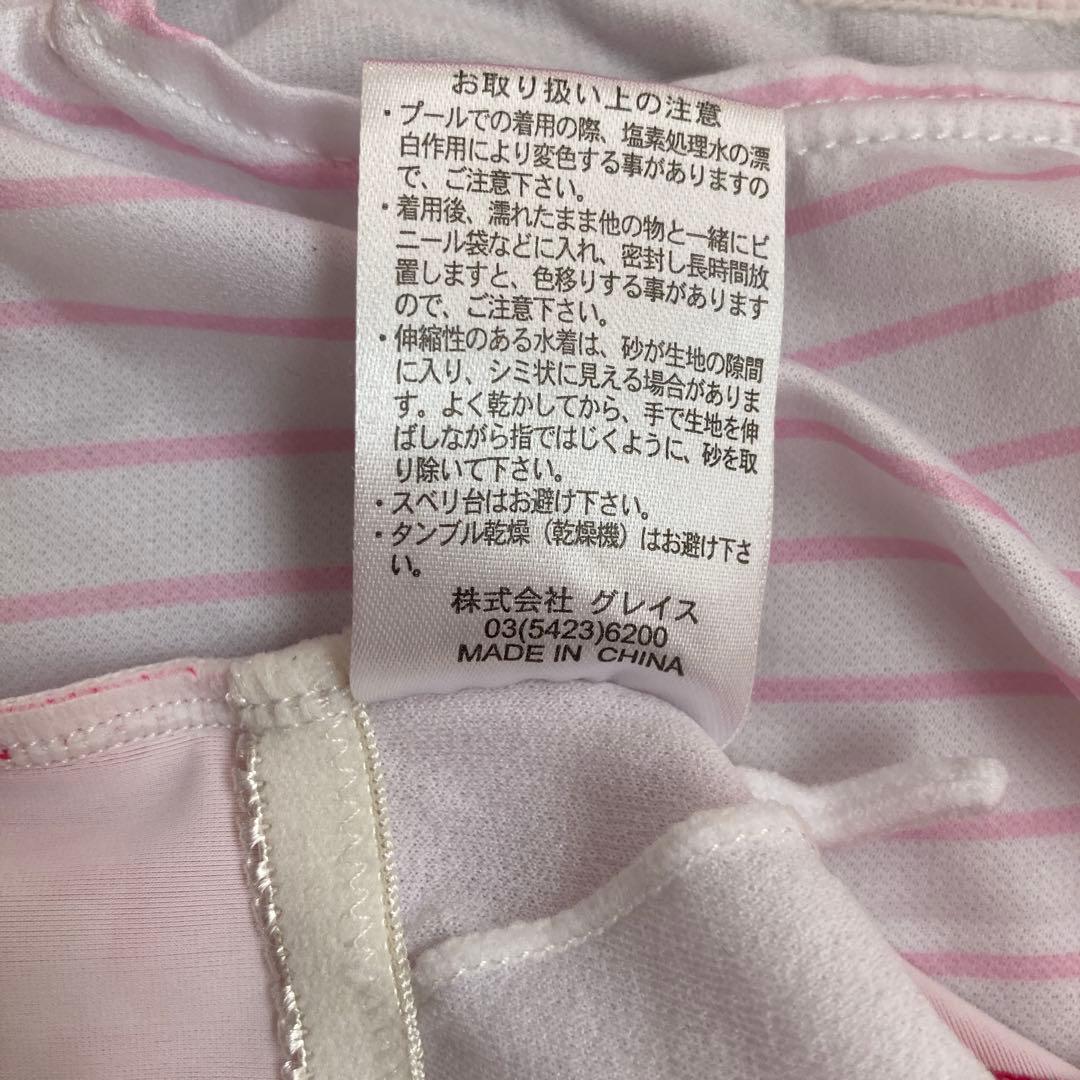 お取り扱い上の注意
・プールでの着用の際、塩素処理水の漂
白作用により変色する事がありますの
で、ご注意下さい。
・着用後、濡れたまま他の物と一緒にビ
ニール袋などに入れ、密封し長時間放
置しますと、色移りする事があります
ので、ご注意下さい。
・伸縮性のある水着は、砂が生地の隙間
に入り、シミ状に見える場合がありま
す。よく乾かしてから、手で生地を伸
ばしながら指ではじくように、砂を取
り除いて下さい。
・スベリ台はお避け下さい。
・タンブル乾燥（乾燥機）はお避け下さ
い。
株式会社 グレイス
03(5423)6200
MADE IN CHINA